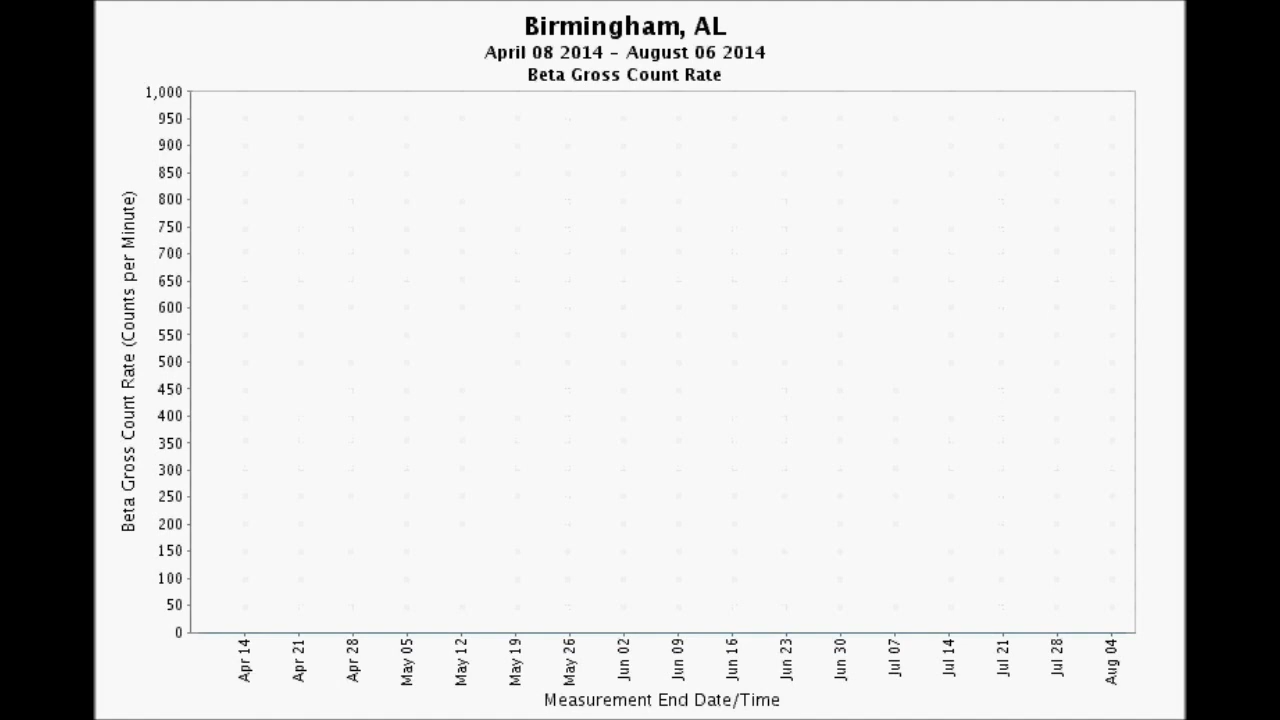 Birmingham, AL
April 08 2014 - August 06 2014
Beta Gross Count Rate
Beta Gross Count Rate (Counts per Minute)
1,000
950
900
850
800
750
700
650
600
550
500
450
400
350
300
250
200
150
100
50
0
Apr 14
Apr 21
Apr 28
May 05
May 12
May 19
May 26
Jun 02
Jun 09
Jun 16
Jun 23
Jun 30
Jul 07
Jul 14
Jul 21
Jul 28
Aug 04
Measurement End Date/Time